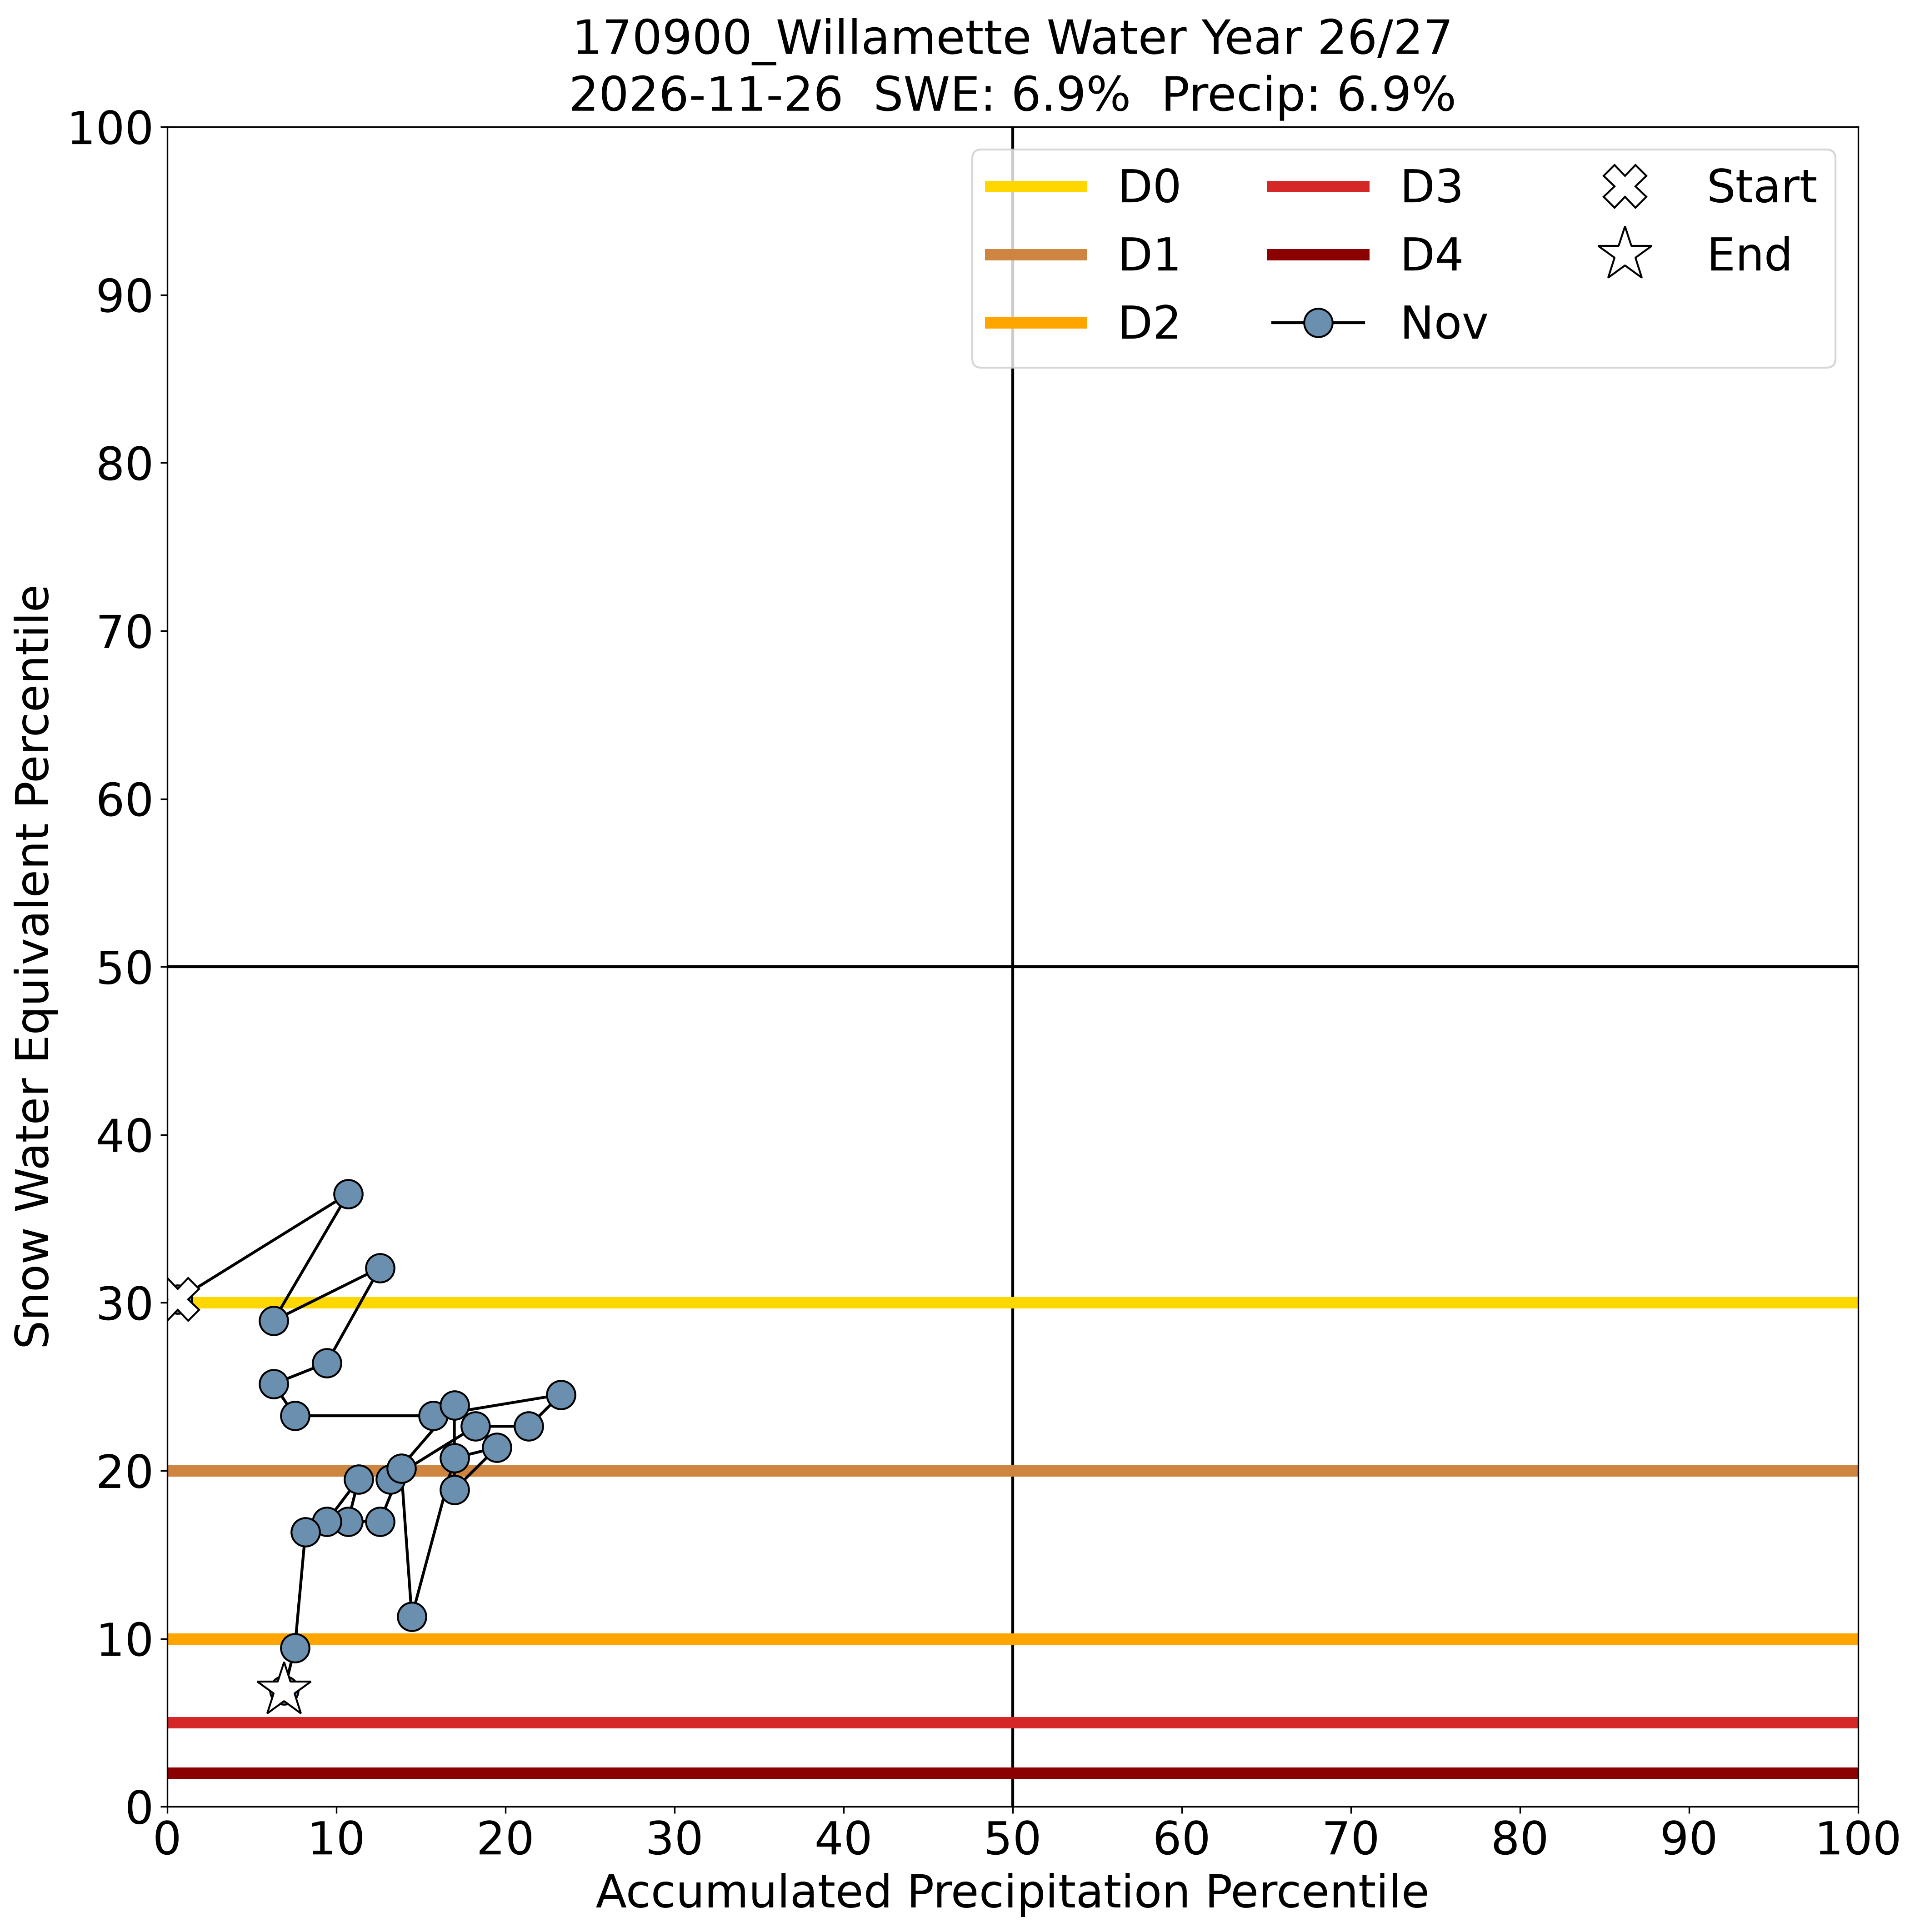 170900_Willamette Water Year 26/27
2026-11-26  SWE: 6.9%  Precip: 6.9%
100
90
80
70
60
50
40
30
20
10
0
Snow Water Equivalent Percentile
D0
D1
D2
D3
D4
Nov
Start
End
0 10 20 30 40 50 60 70 80 90 100
Accumulated Precipitation Percentile